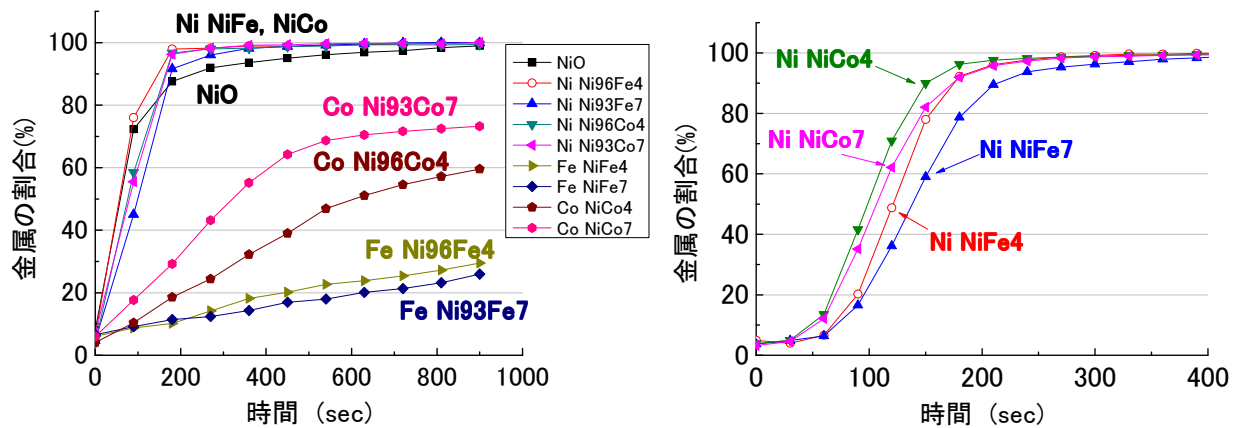 Ni NiFe, NiCo
NiO
Co Ni93Co7
Co Ni96Co4
Fe Ni96Fe4
Fe Ni93Fe7
金属の割合(%)
100
80
60
40
20
0
0 200 400 600 800 1000
時間 (sec)
NiO
Ni Ni96Fe4
Ni Ni93Fe7
Ni Ni96Co4
Ni Ni93Co7
Fe NiFe4
Fe NiFe7
Co NiCo4
Co NiCo7
Ni NiCo4
Ni NiCo7
Ni NiFe7
Ni NiFe4
金属の割合(%)
100
80
60
40
20
0
0 100 200 300 400
時間 (sec)